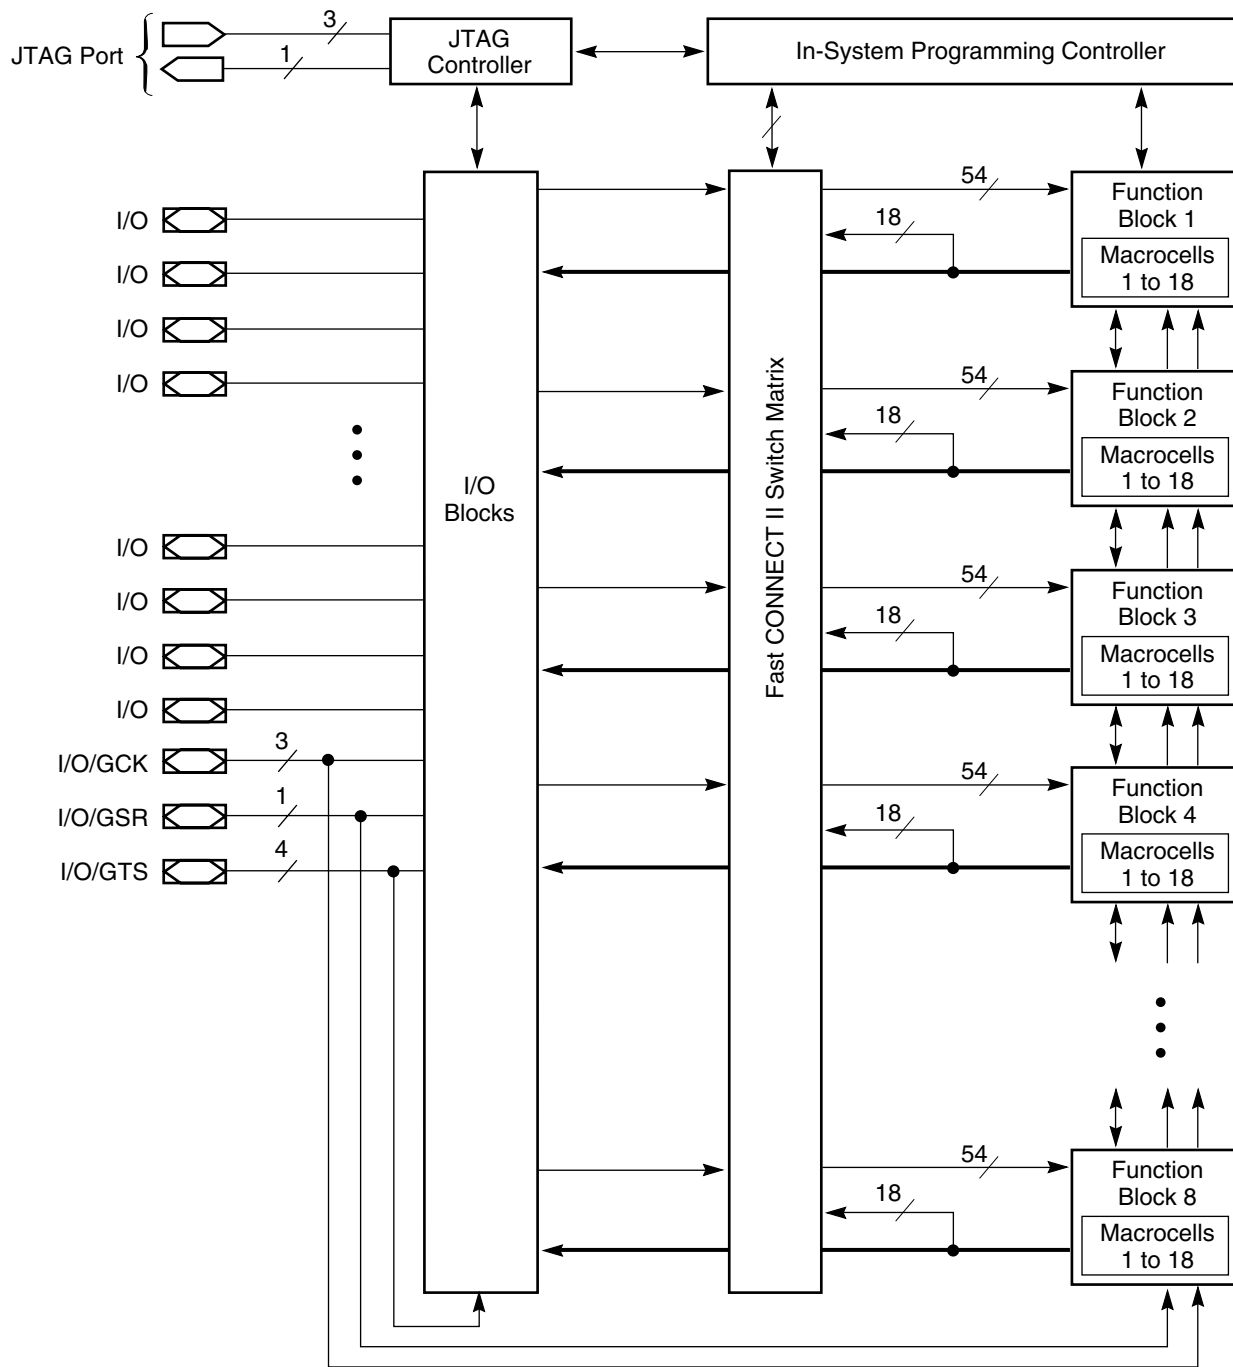 JTAG Port
3
1
JTAG
Controller
In-System Programming Controller
I/O
I/O
I/O
I/O
I/O
I/O
I/O
I/O
I/O/GCK
3
I/O/GSR
1
I/O/GTS
4
I/O
Blocks
Fast CONNECT II Switch Matrix
54
18
Function
Block 1
Macrocells
1 to 18
54
18
Function
Block 2
Macrocells
1 to 18
54
18
Function
Block 3
Macrocells
1 to 18
54
18
Function
Block 4
Macrocells
1 to 18
54
18
Function
Block 8
Macrocells
1 to 18